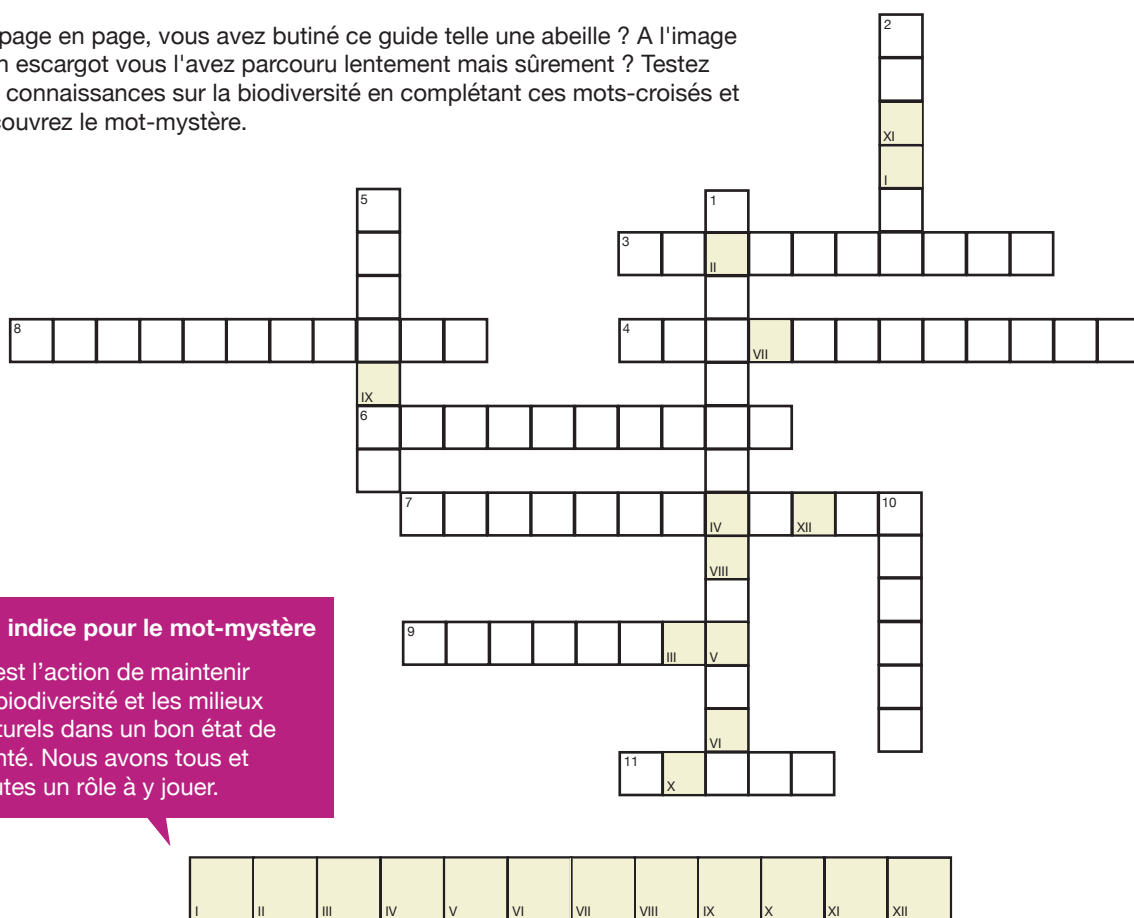 page en page, vous avez butiné ce guide telle une abeille ? A l'image
n escargot vous l'avez parcouru lentement mais sûrement ? Testez
connaissances sur la biodiversité en complétant ces mots-croisés et
couvrez le mot-mystère.
2
XI
I
5 1
3
II
8 4
VII
IX
6
7 10
IV XII
VIII
9
III V
VI
11
X
indice pour le mot-mystère
est l’action de maintenir
biodiversité et les milieux
turels dans un bon état de
nté. Nous avons tous et
utes un rôle à y jouer.
I II III IV V VI VII VIII IX X XI XII